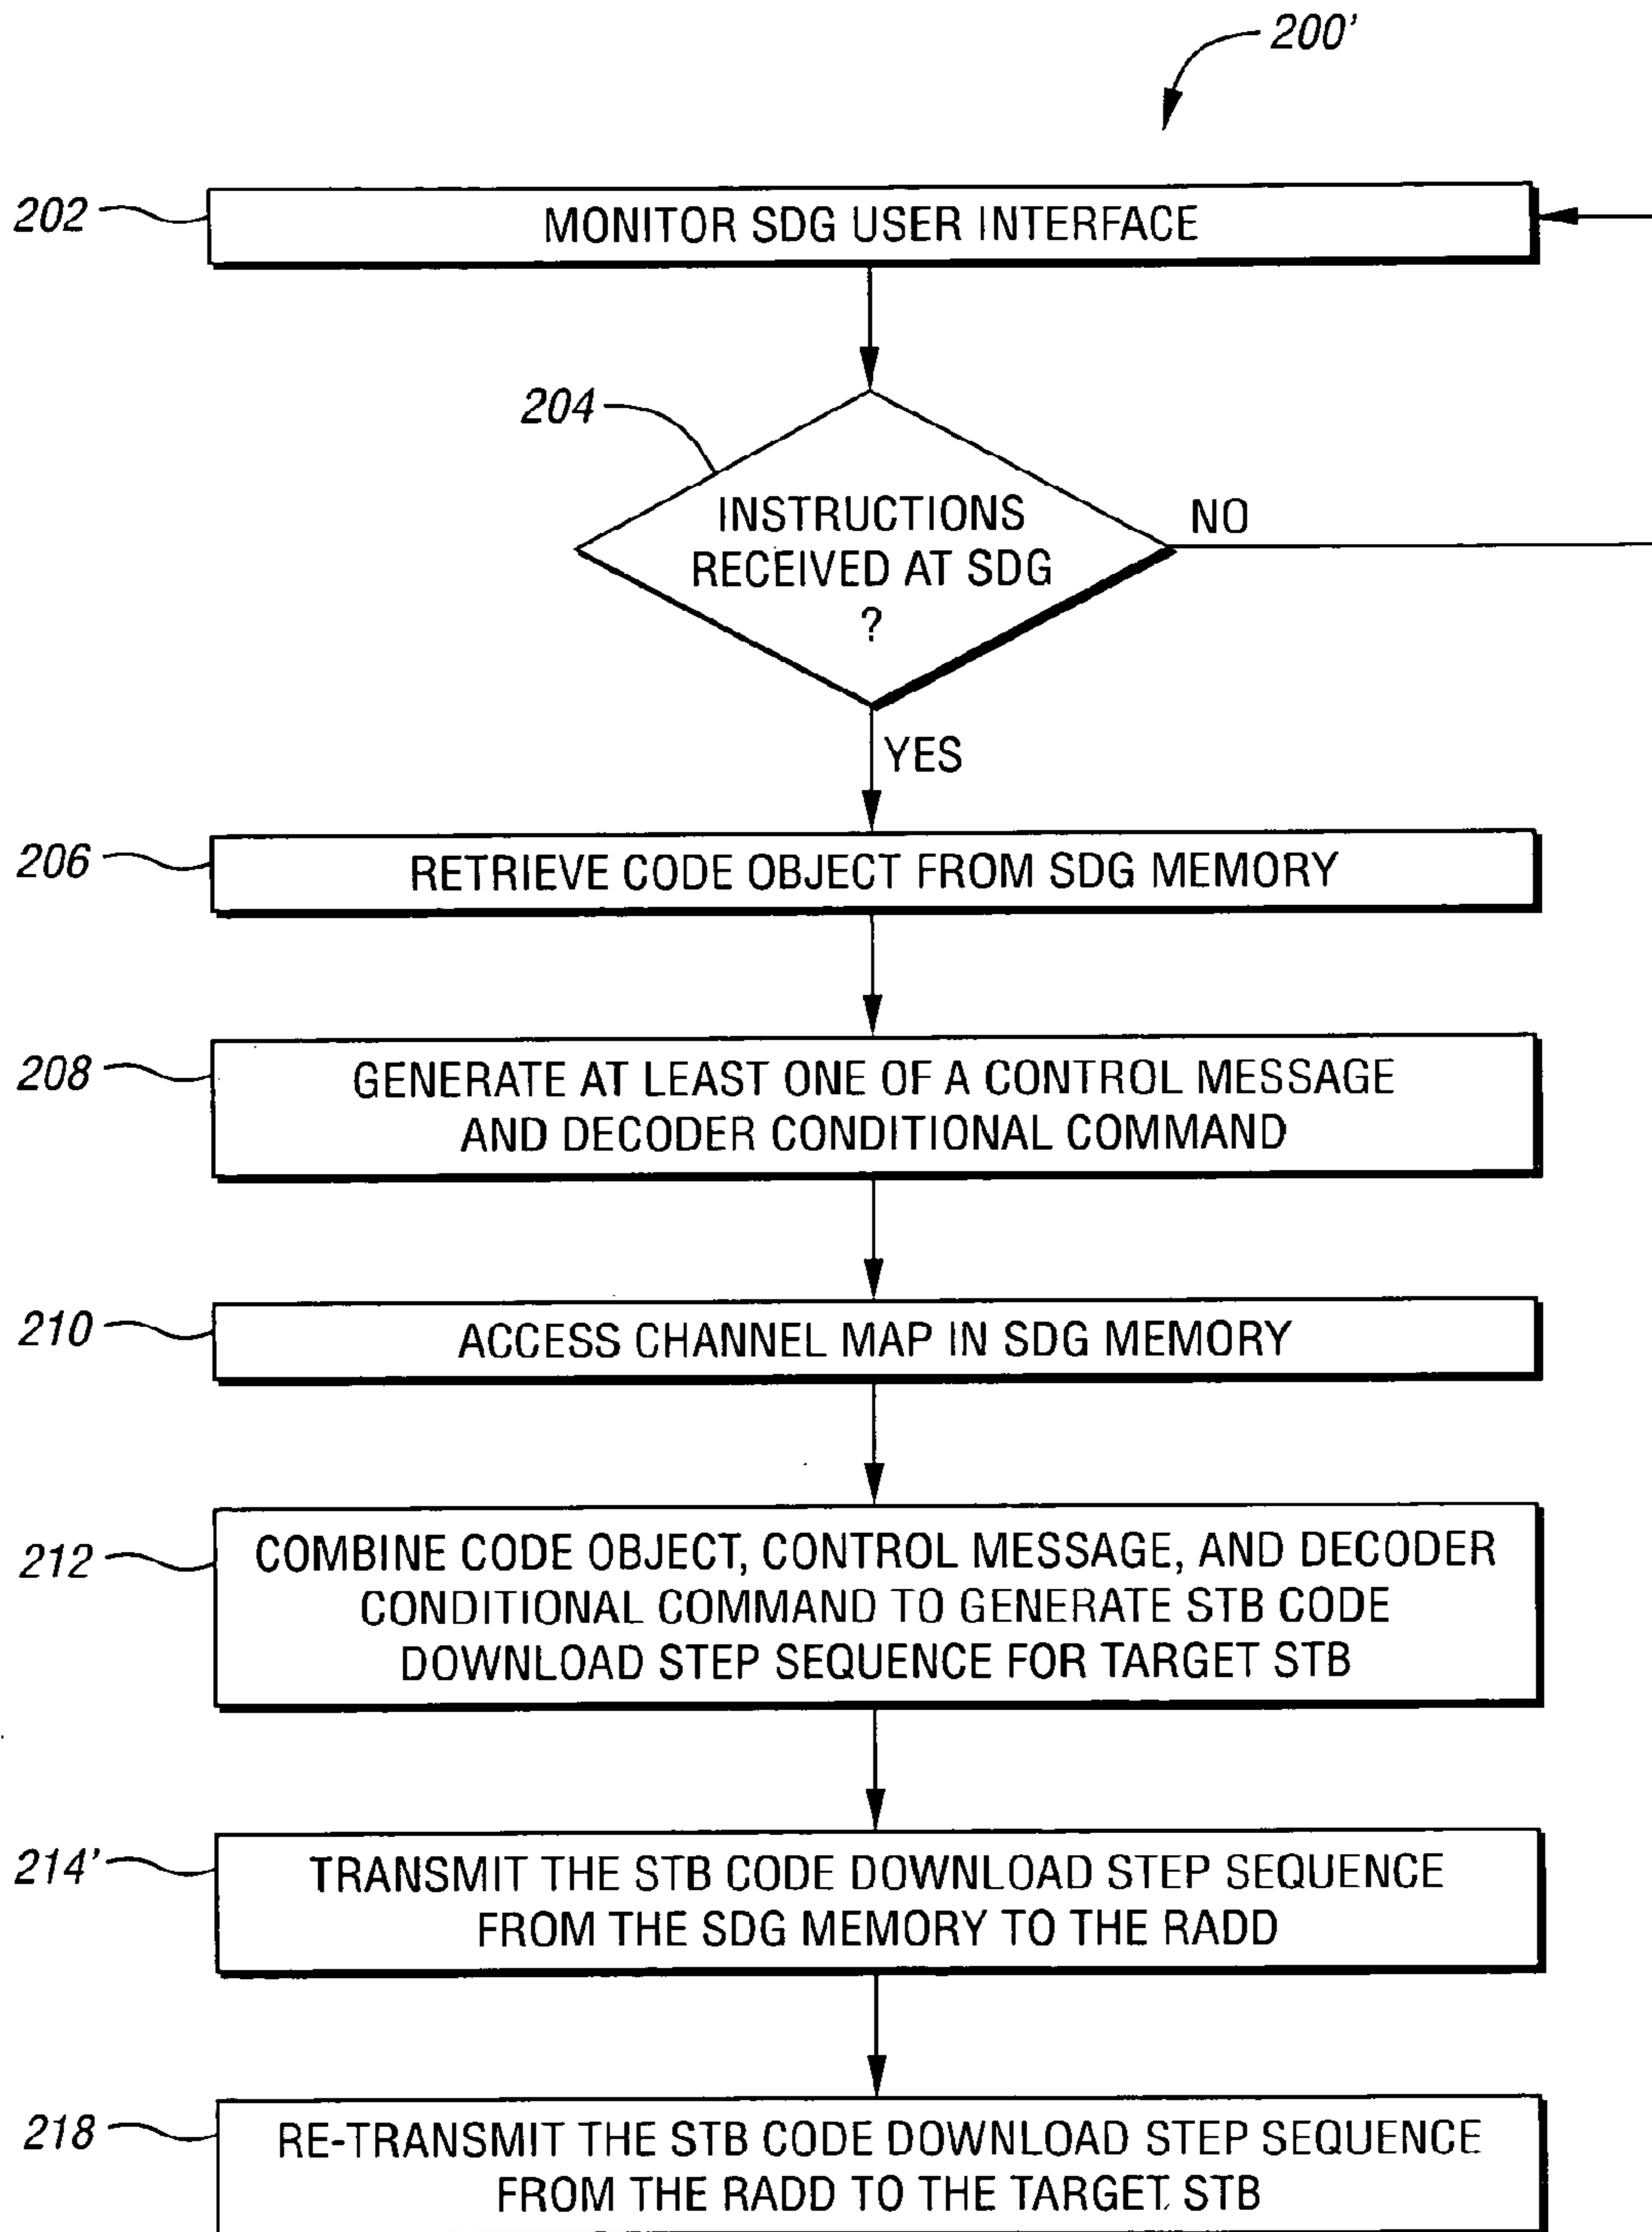 200'
202
MONITOR SDG USER INTERFACE
204
INSTRUCTIONS
RECEIVED AT SDG
?
NO
YES
206
RETRIEVE CODE OBJECT FROM SDG MEMORY
208
GENERATE AT LEAST ONE OF A CONTROL MESSAGE
AND DECODER CONDITIONAL COMMAND
210
ACCESS CHANNEL MAP IN SDG MEMORY
212
COMBINE CODE OBJECT, CONTROL MESSAGE, AND DECODER
CONDITIONAL COMMAND TO GENERATE STB CODE
DOWNLOAD STEP SEQUENCE FOR TARGET STB
214'
TRANSMIT THE STB CODE DOWNLOAD STEP SEQUENCE
FROM THE SDG MEMORY TO THE RADD
218
RE-TRANSMIT THE STB CODE DOWNLOAD STEP SEQUENCE
FROM THE RADD TO THE TARGET STB